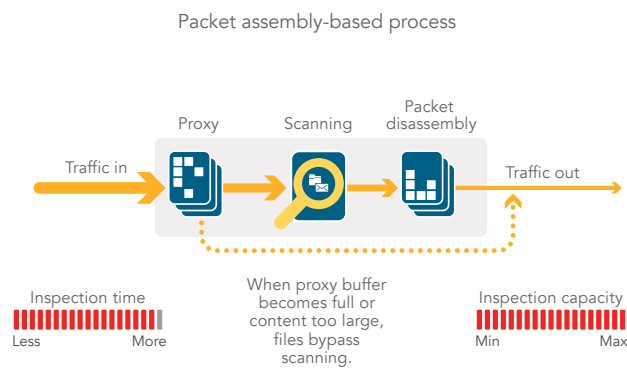 Packet assembly-based process
Proxy
Scanning
Packet
disassembly
Traffic in
Traffic out
When proxy buffer
becomes full or
content too large,
files bypass
scanning.
Inspection time
Less
More
Inspection capacity
Min
Max